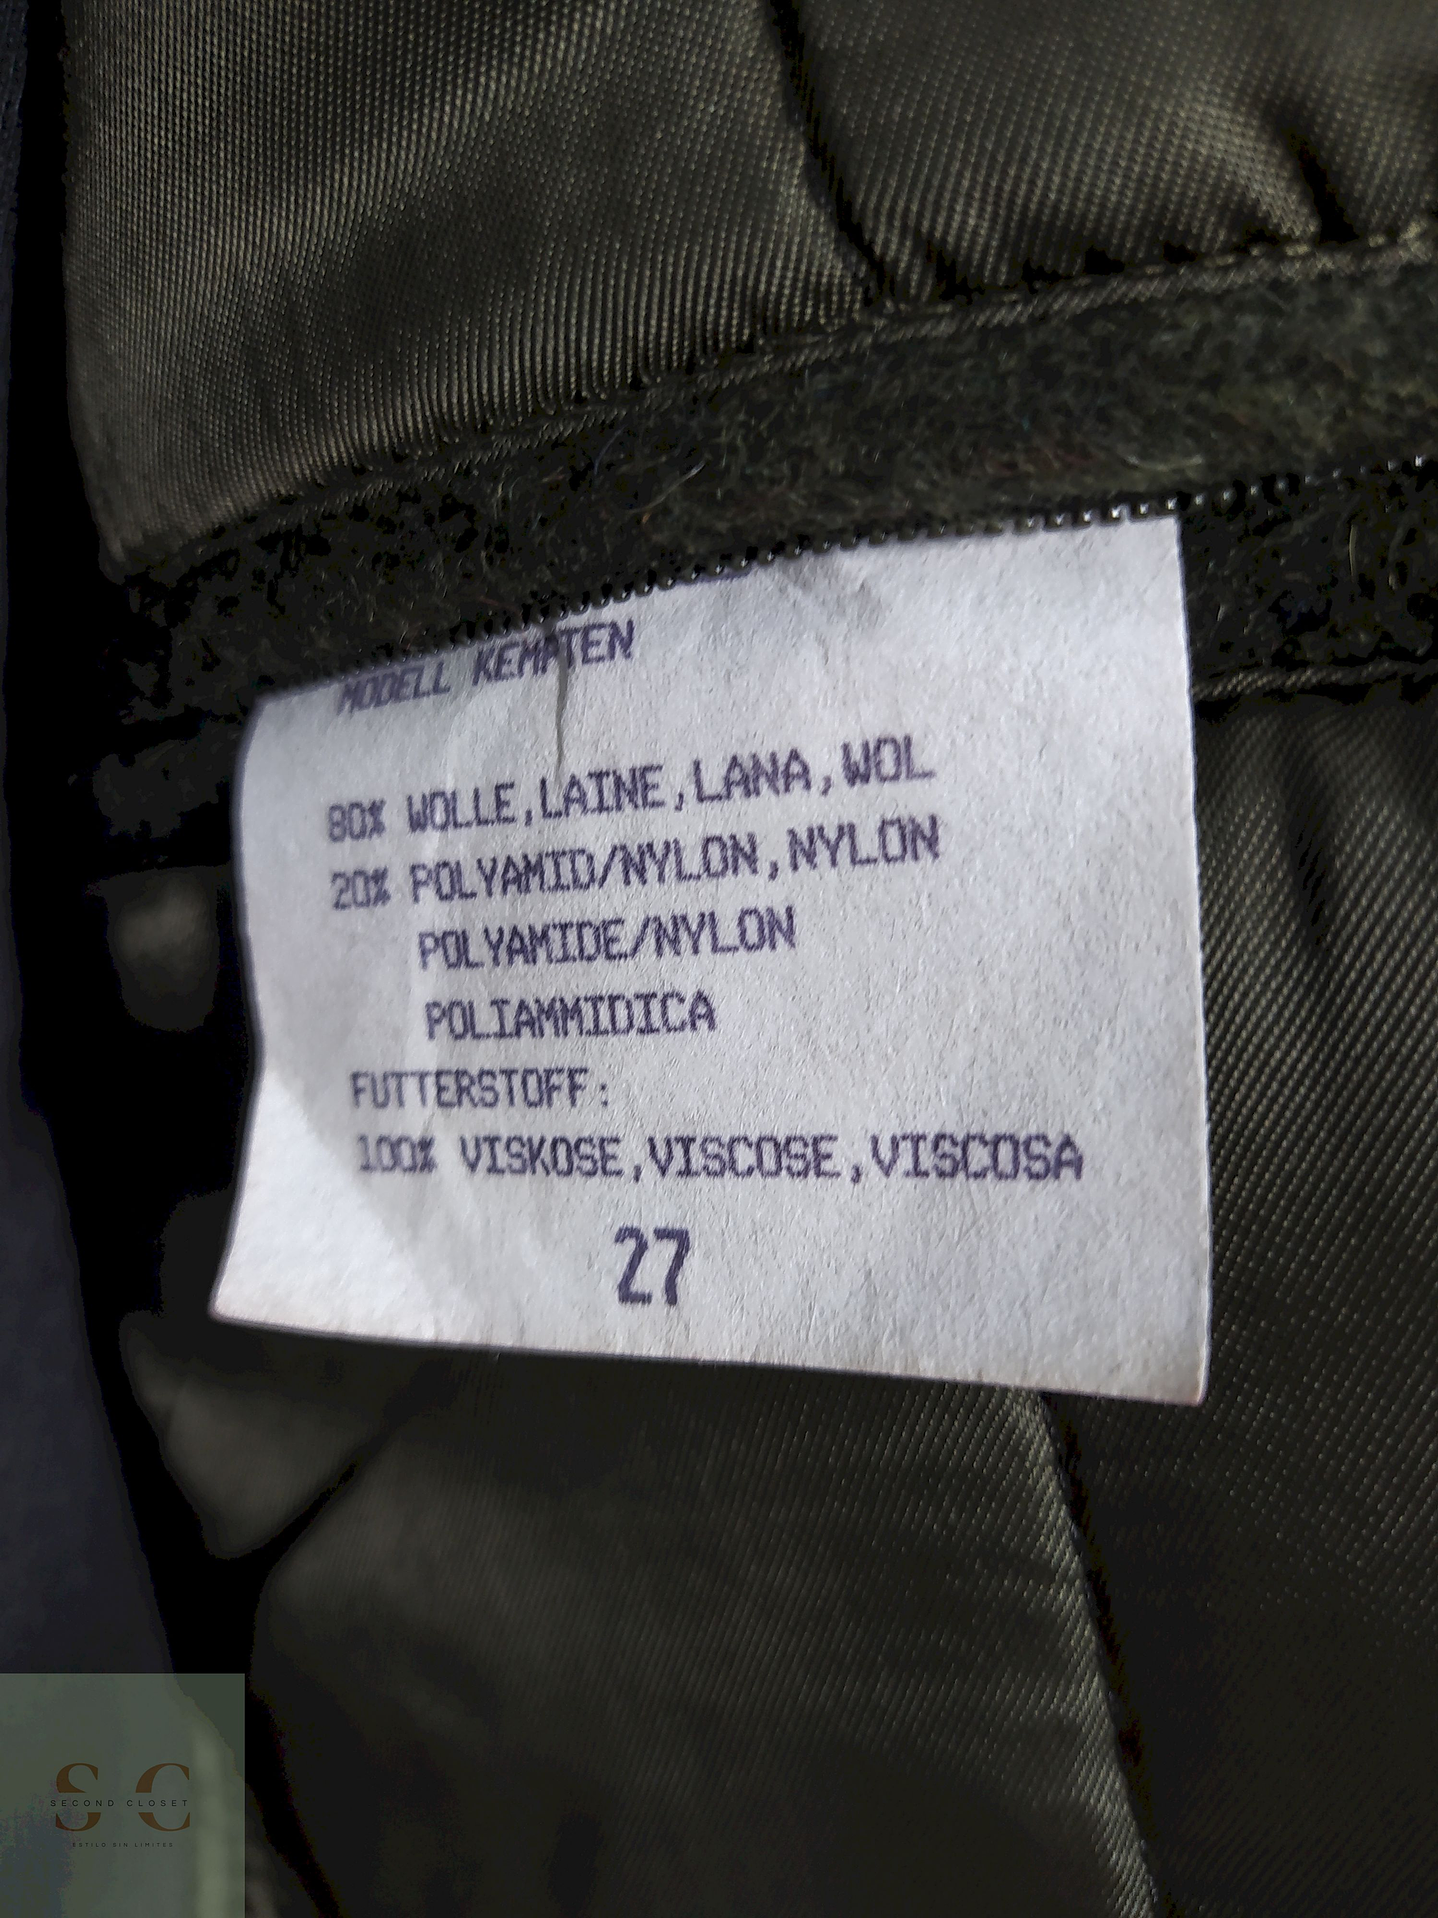 MODELL KEMPTEN
80% WOLLE,LAINE,LANA,WOL
20% POLYAMID/NYLON,NYLON
POLYAMIDE/NYLON
POLIAMMIDICA
FUTTERSTOFF:
100% VISKOSE,VISCOSE,VISCOSA
27
S C
SECOND CLOSET
ESTILO SIN LIMITES